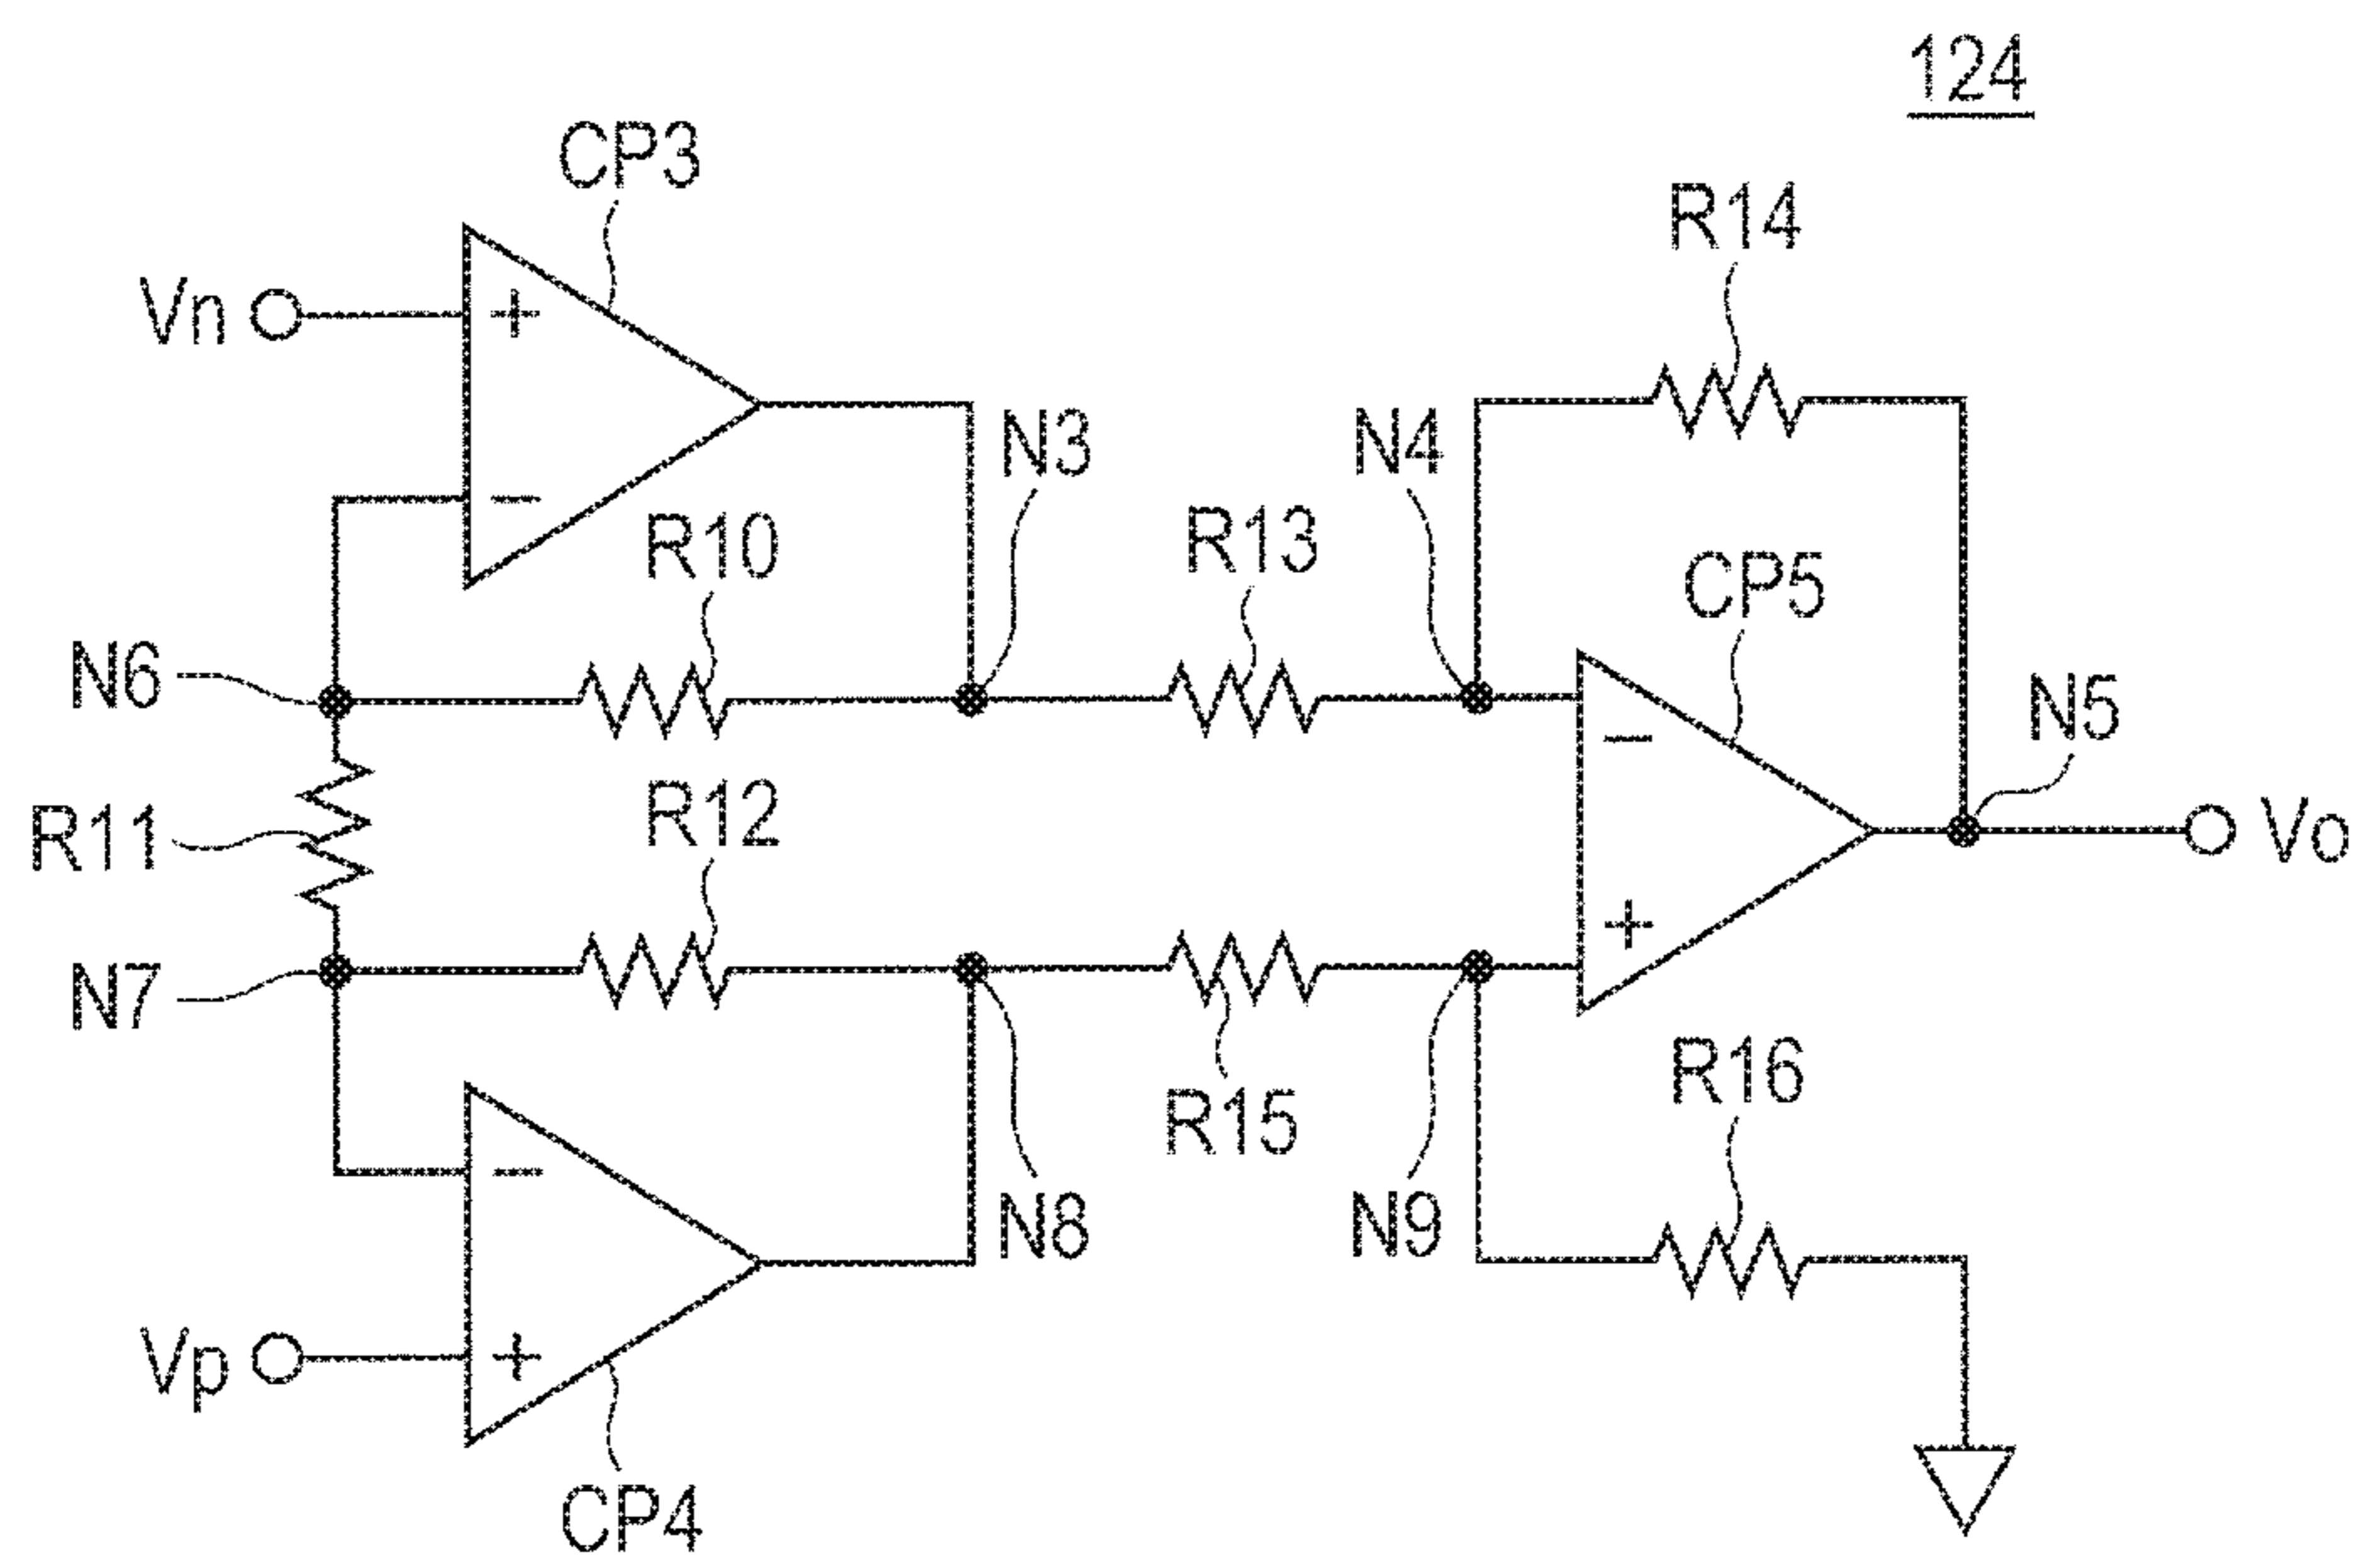 124
CP3
R14
Vn
+
N3
N4
−
R10
R13
CP5
N6
N5
−
R11
R12
Vo
+
N7
R15
R16
−
N8
N9
Vp
+
CP4